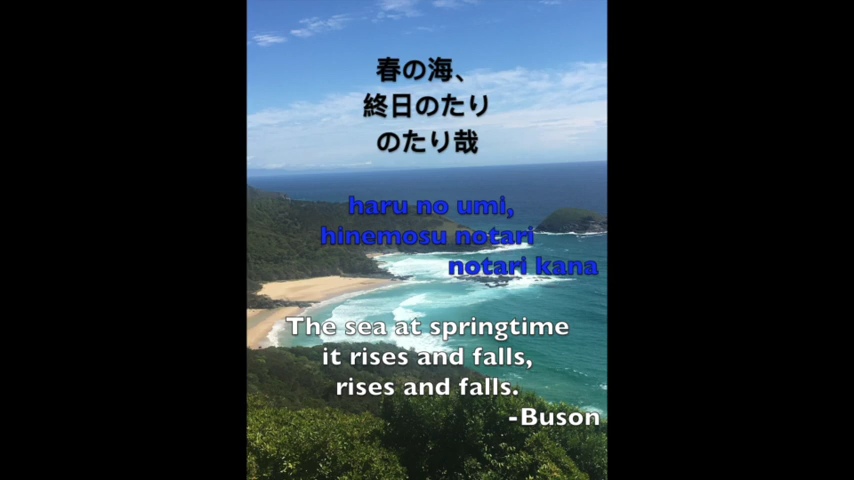 春の海、
終日のたり
のたり哉
haru no umi,
hinemosu notari
notari kana
The sea at springtime
it rises and falls,
rises and falls.
-Buson